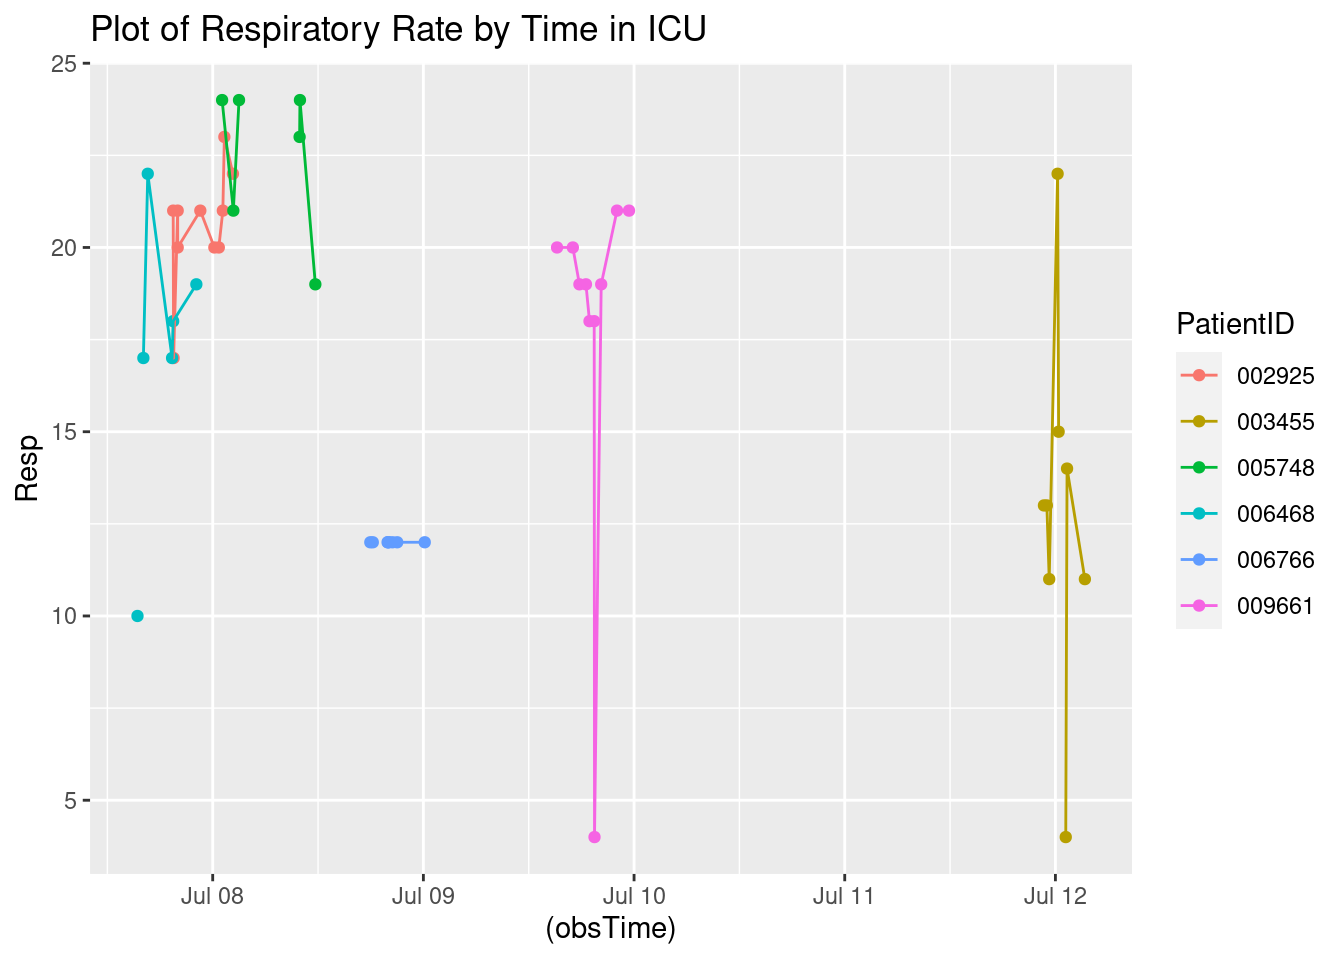 Plot of Respiratory Rate by Time in ICU
25
20
15
10
5
Resp
Jul 08
Jul 09
Jul 10
Jul 11
Jul 12
(obsTime)
PatientID
002925
003455
005748
006468
006766
009661